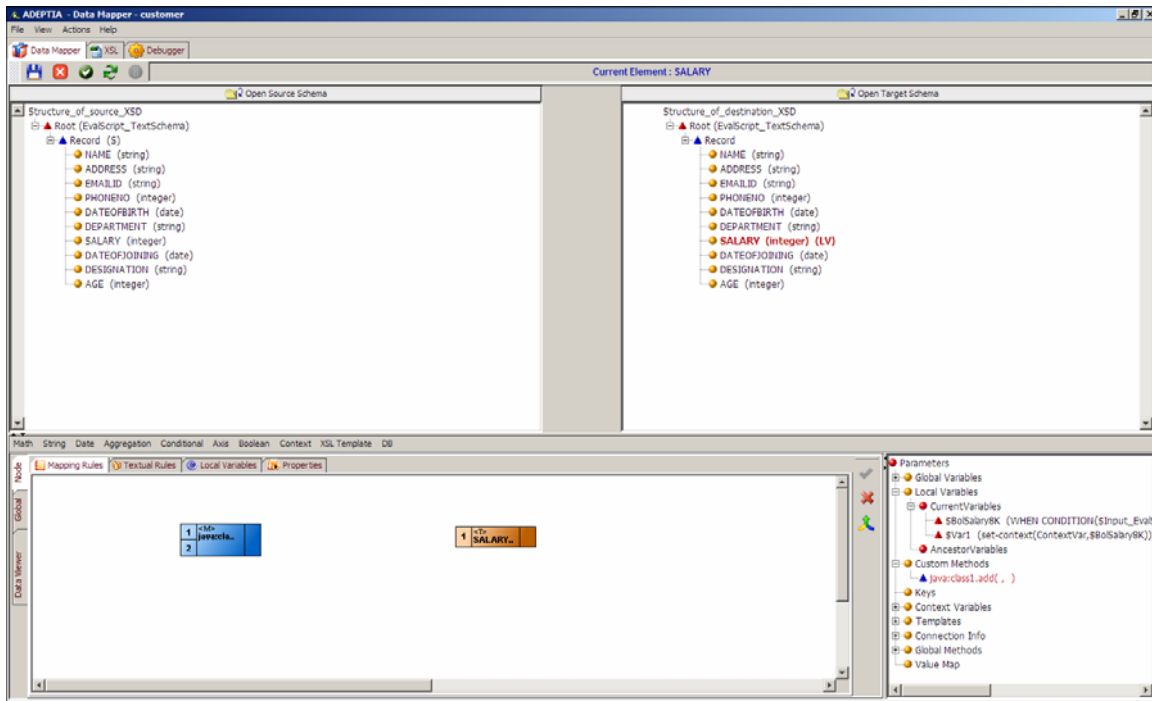 ADEPTIA - Data Mapper - customer
File View Actions Help
Data Mapper XSL Debugger
Current Element : SALARY
Open Source Schema
Open Target Schema
Structure_of_source_XSD
Root (EvalScript_TextSchema)
Record (S)
NAME (string)
ADDRESS (string)
EMAILID (string)
PHONENO (integer)
DATEOFBIRTH (date)
DEPARTMENT (string)
SALARY (integer)
DATEOFJOINING (date)
DESIGNATION (string)
AGE (integer)
Structure_of_destination_XSD
Root (EvalScript_TextSchema)
Record
NAME (string)
ADDRESS (string)
EMAILID (string)
PHONENO (integer)
DATEOFBIRTH (date)
DEPARTMENT (string)
SALARY (integer) (LV)
DATEOFJOINING (date)
DESIGNATION (string)
AGE (integer)
Math String Date Aggregation Conditional Axis Boolean Context XSL Template DB
Node
Global
Data Viewer
Mapping Rules Textual Rules Local Variables Properties
1 <M>
java:cla..
2
1 <T>
SALARY..
Parameters
Global Variables
Local Variables
CurrentVariables
$BolSalary8K (WHEN CONDITION($Input_Eval
$Var1 (set-context(ContextVar,$BolSalary8K))
AncestorVariables
Custom Methods
java:class1.add( , )
Keys
Context Variables
Templates
Connection Info
Global Methods
Value Map